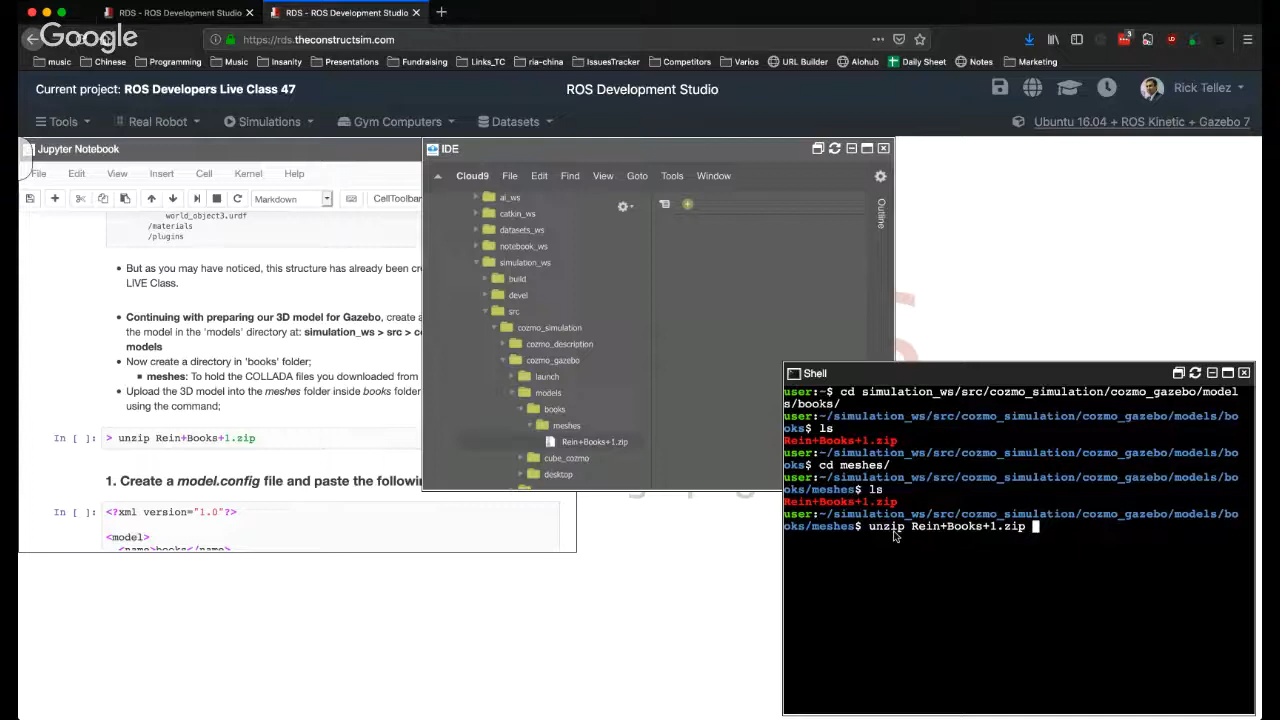 RDS - ROS Development Studio
RDS - ROS Development Studio
Google
https://rds.theconstructsim.com
music Chinese Programming Music Insanity Presentations Fundraising Links_TC ria-china IssuesTracker Competitors Varios URL Builder Alohub Daily Sheet Notes Marketing
Current project: ROS Developers Live Class 47
ROS Development Studio
Rick Tellez
Tools Real Robot Simulations Gym Computers Datasets
Ubuntu 16.04 + ROS Kinetic + Gazebo 7
Jupyter Notebook
File Edit View Insert Cell Kernel Help
Markdown
CellToolbar
world_object3.urdf
/materials
/plugins
• But as you may have noticed, this structure has already been cr
LIVE Class.
• Continuing with preparing our 3D model for Gazebo, create a
the model in the 'models' directory at: simulation_ws > src > co
models
• Now create a directory in 'books' folder;
meshes: To hold the COLLADA files you downloaded from
• Upload the 3D model into the meshes folder inside books folder
using the command;
In [ ]: > unzip Rein+Books+1.zip
1. Create a model.config file and paste the followi
In [ ]: <?xml version="1.0"?>
<model>
<name>books</name>
IDE
Cloud9 File Edit Find View Goto Tools Window
Outline
ai_ws
catkin_ws
datasets_ws
notebook_ws
simulation_ws
build
devel
src
cozmo_simulation
cozmo_description
cozmo_gazebo
launch
models
books
meshes
Rein+Books+1.zip
cube_cozmo
desktop
Shell
user:~$ cd simulation_ws/src/cozmo_simulation/cozmo_gazebo/model
s/books/
user:~/simulation_ws/src/cozmo_simulation/cozmo_gazebo/models/bo
oks$ ls
Rein+Books+1.zip
user:~/simulation_ws/src/cozmo_simulation/cozmo_gazebo/models/bo
oks$ cd meshes/
user:~/simulation_ws/src/cozmo_simulation/cozmo_gazebo/models/bo
oks/meshes$ ls
Rein+Books+1.zip
user:~/simulation_ws/src/cozmo_simulation/cozmo_gazebo/models/bo
oks/meshes$ unzip Rein+Books+1.zip